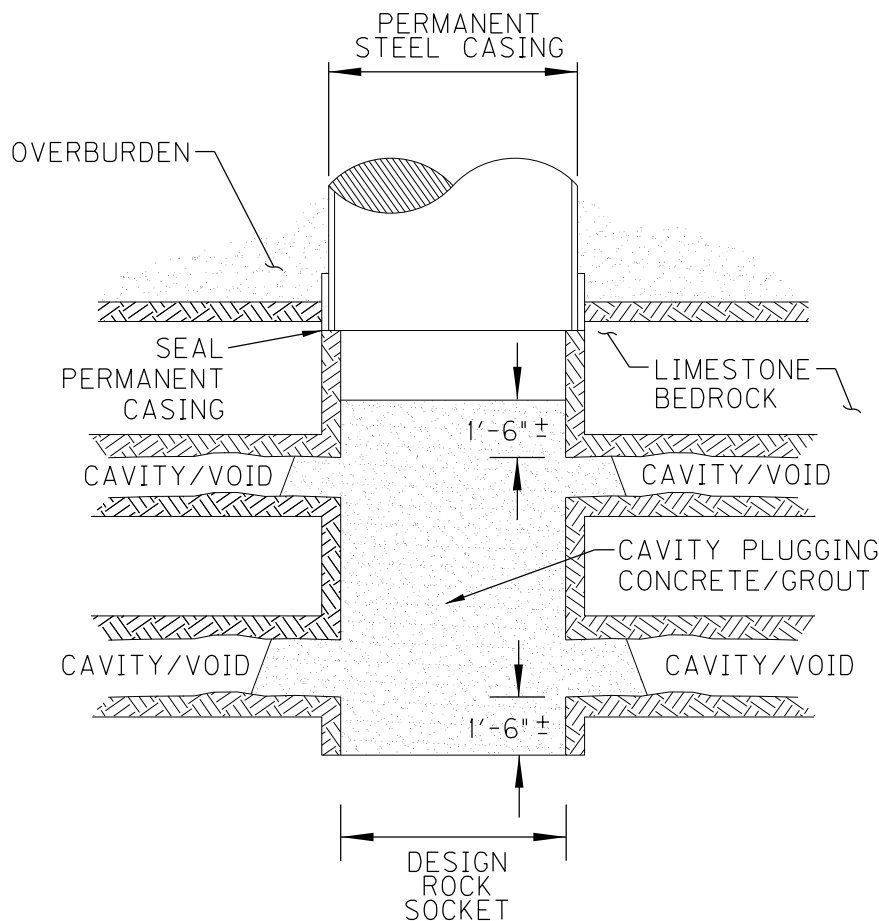 PERMANENT
STEEL CASING
OVERBURDEN
SEAL
PERMANENT
CASING
LIMESTONE
BEDROCK
1'-6" ±
CAVITY/VOID
CAVITY/VOID
CAVITY PLUGGING
CONCRETE/GROUT
CAVITY/VOID
CAVITY/VOID
1'-6" ±
DESIGN
ROCK
SOCKET